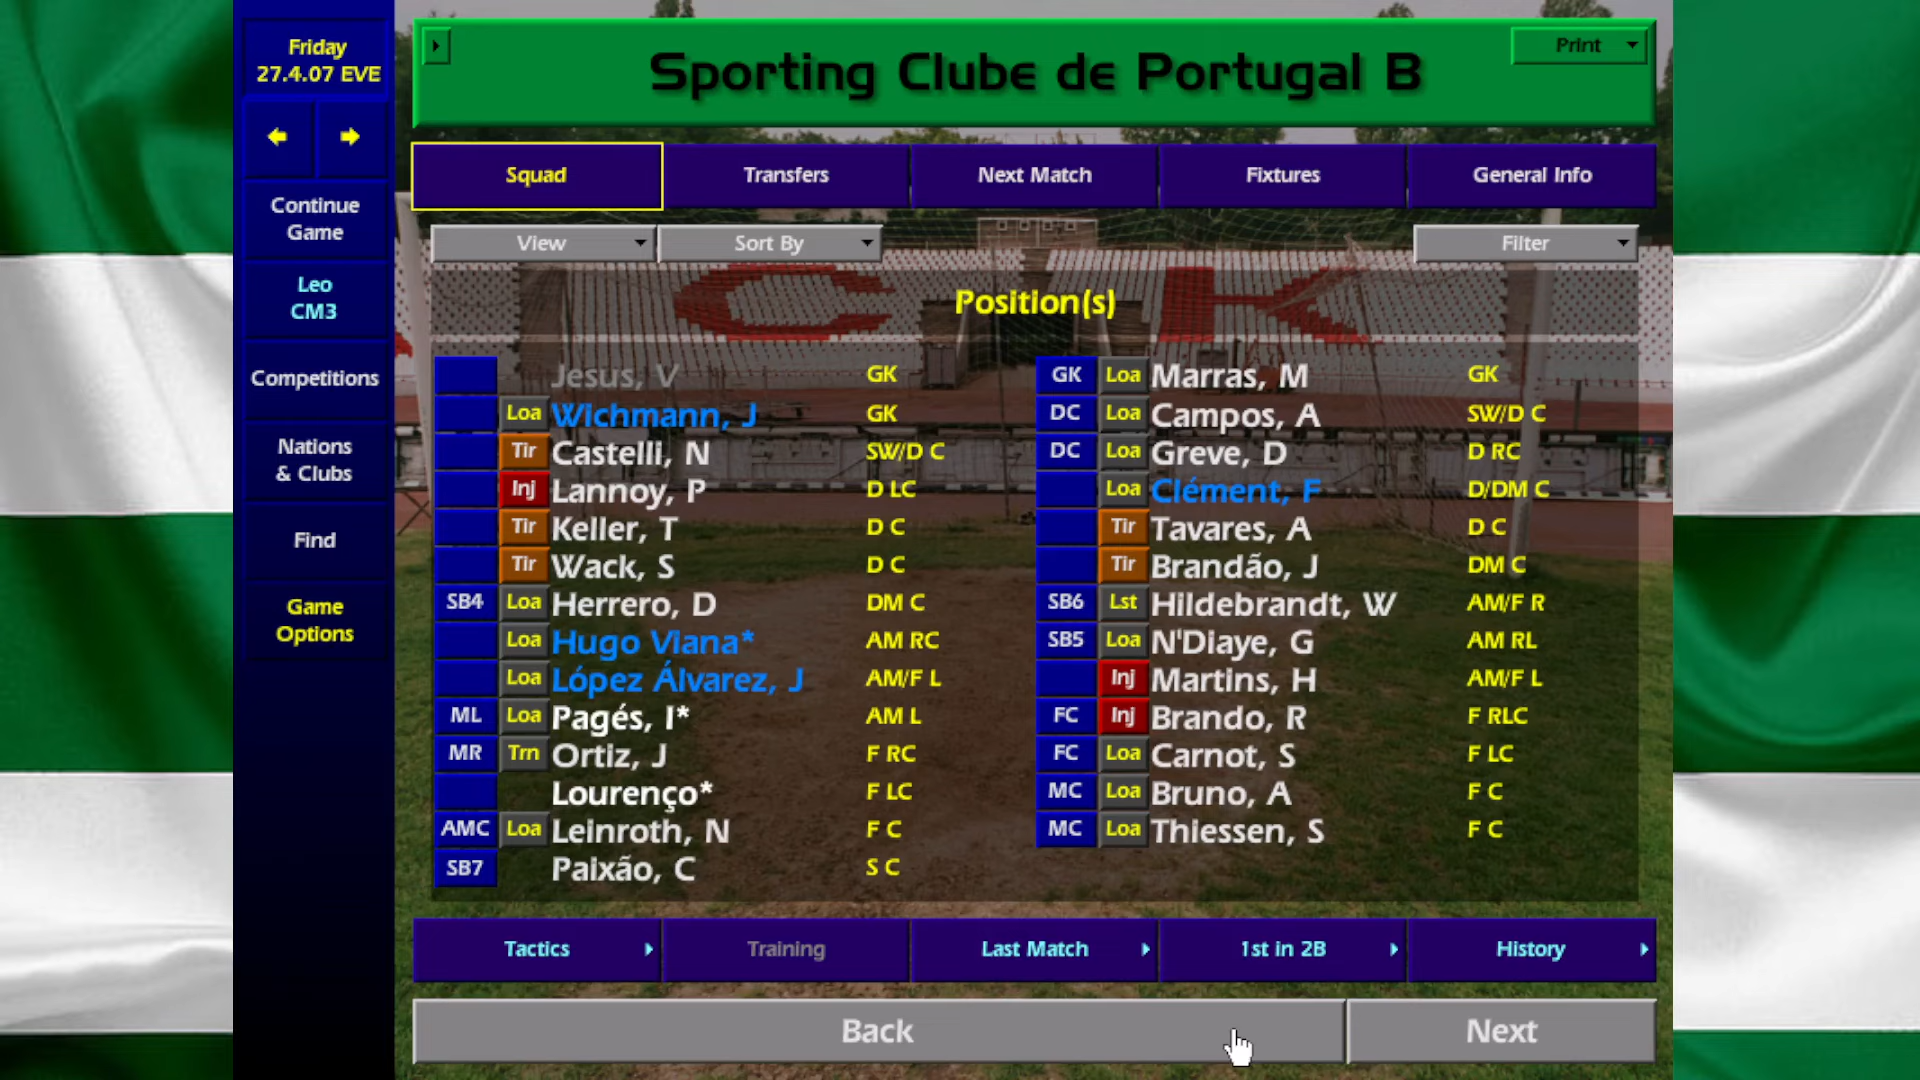 Friday
27.4.07 EVE
Continue
Game
Leo
CM3
Competitions
Nations
& Clubs
Find
Game
Options
Sporting Clube de Portugal B
Print
Squad Transfers Next Match Fixtures General Info
View Sort By Filter
C K
Position(s)
Jesus, V GK
Loa Wichmann, J GK
Tir Castelli, N SW/D C
Inj Lannoy, P D LC
Tir Keller, T D C
Tir Wack, S D C
SB4 Loa Herrero, D DM C
Loa Hugo Viana* AM RC
Loa López Álvarez, J AM/F L
ML Loa Pagés, I* AM L
MR Trn Ortiz, J F RC
Lourenço* F LC
AMC Loa Leinroth, N F C
SB7 Paixão, C S C
GK Loa Marras, M GK
DC Loa Campos, A SW/D C
DC Loa Greve, D D RC
Loa Clément, F D/DM C
Tir Tavares, A D C
Tir Brandão, J DM C
SB6 Lst Hildebrandt, W AM/F R
SB5 Loa N'Diaye, G AM RL
Inj Martins, H AM/F L
FC Inj Brando, R F RLC
FC Loa Carnot, S F LC
MC Loa Bruno, A F C
MC Loa Thiessen, S F C
Tactics Training Last Match 1st in 2B History
Back Next